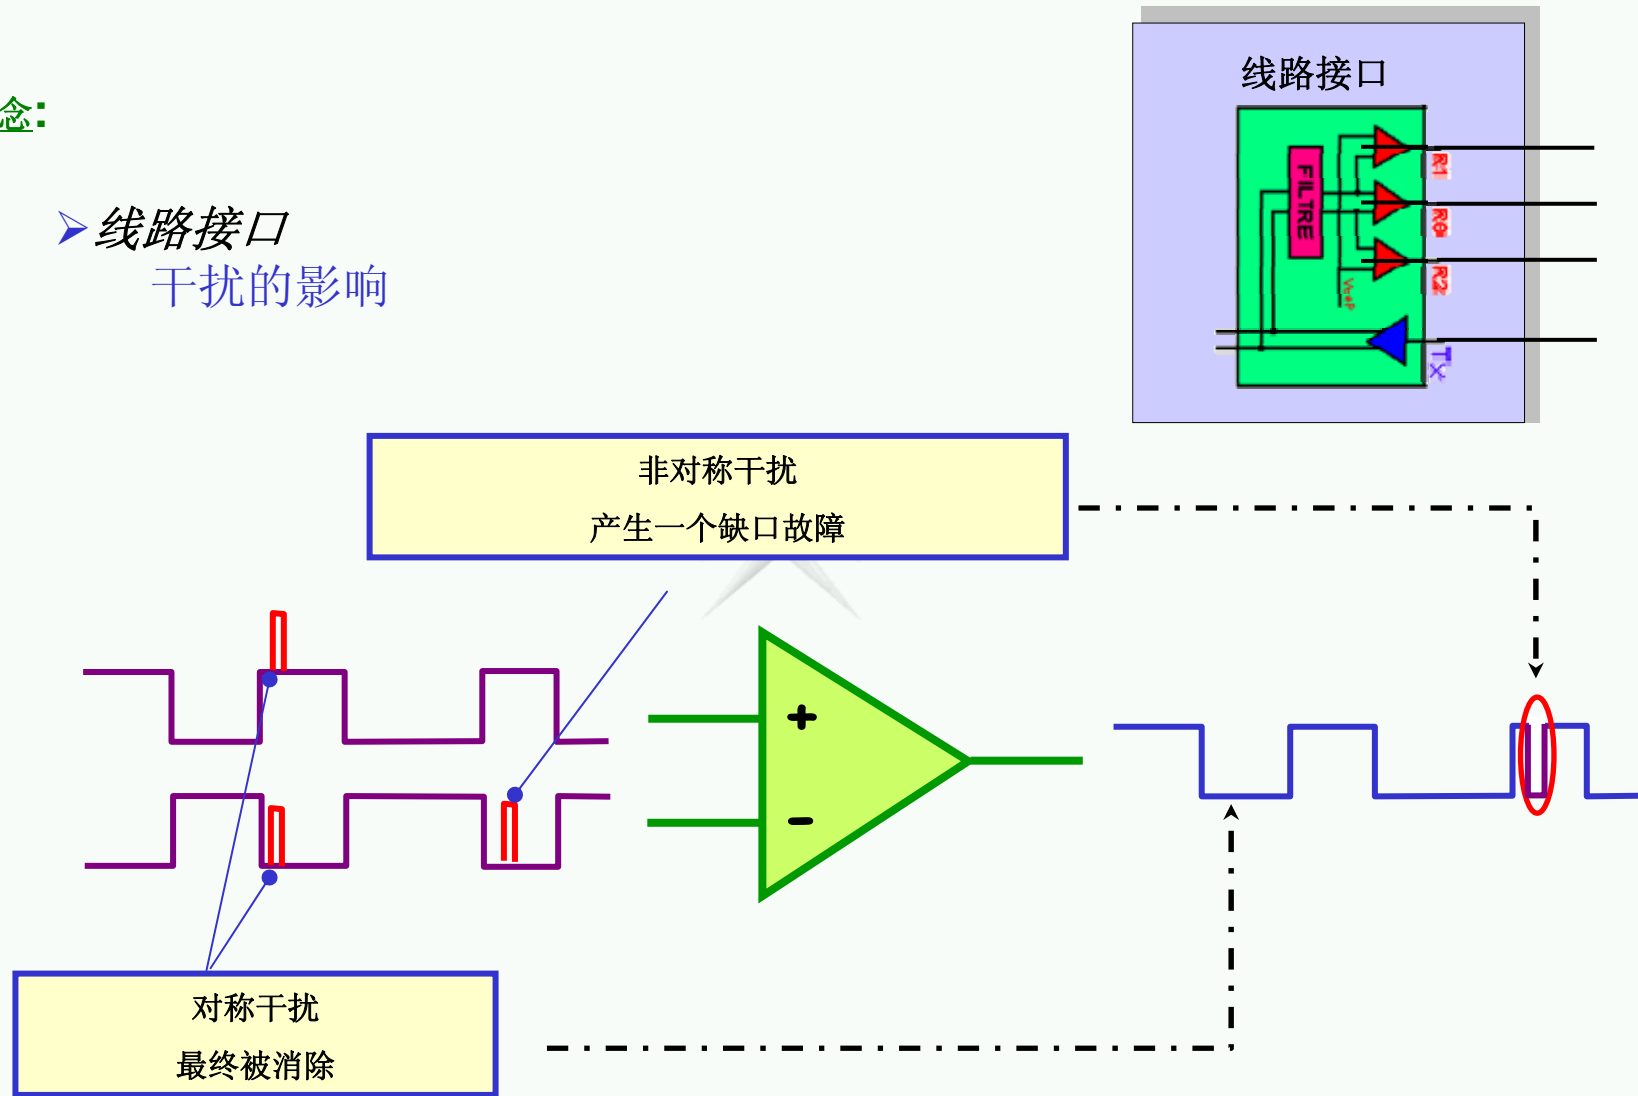 念:
线路接口
干扰的影响
线路接口
FILTRE
R1
R0
R2
Tx
非对称干扰
产生一个缺口故障
+
-
对称干扰
最终被消除